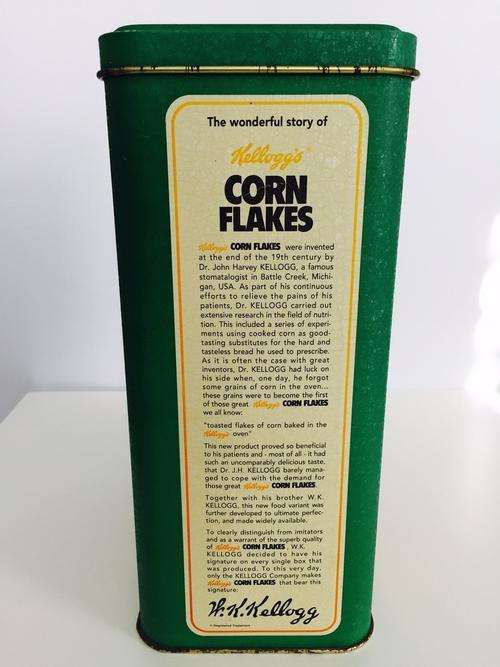 The wonderful story of
Kellogg's®
CORN
FLAKES
Kellogg's CORN FLAKES were invented
at the end of the 19th century by
Dr. John Harvey KELLOGG, a famous
stomatalogist in Battle Creek, Michi-
gan, USA. As part of his continuous
efforts to relieve the pains of his
patients, Dr. KELLOGG carried out
extensive research in the field of nutri-
tion. This included a series of experi-
ments using cooked corn as good-
tasting substitutes for the hard and
tasteless bread he used to prescribe.
As it is often the case with great
inventors, Dr. KELLOGG had luck on
his side when, one day, he forgot
some grains of corn in the oven...
these grains were to become the first
of those great Kellogg's CORN FLAKES
we all know:
"toasted flakes of corn baked in the
Kellogg's oven"
This new product proved so beneficial
to his patients and - most of all - it had
such an uncomparably delicious taste,
that Dr. J.H. KELLOGG barely mana-
ged to cope with the demand for
those great Kellogg's CORN FLAKES.
Together with his brother W.K.
KELLOGG, this new food variant was
further developed to ultimate perfec-
tion, and made widely available.
To clearly distinguish from imitators
and as a warrant of the superb quality
of Kellogg's CORN FLAKES, W.K.
KELLOGG decided to have his
signature on every single box that
was produced. To this very day,
only the KELLOGG Company makes
Kellogg's CORN FLAKES that bear this
signature:
W.K.Kellogg
® Registered Trademark